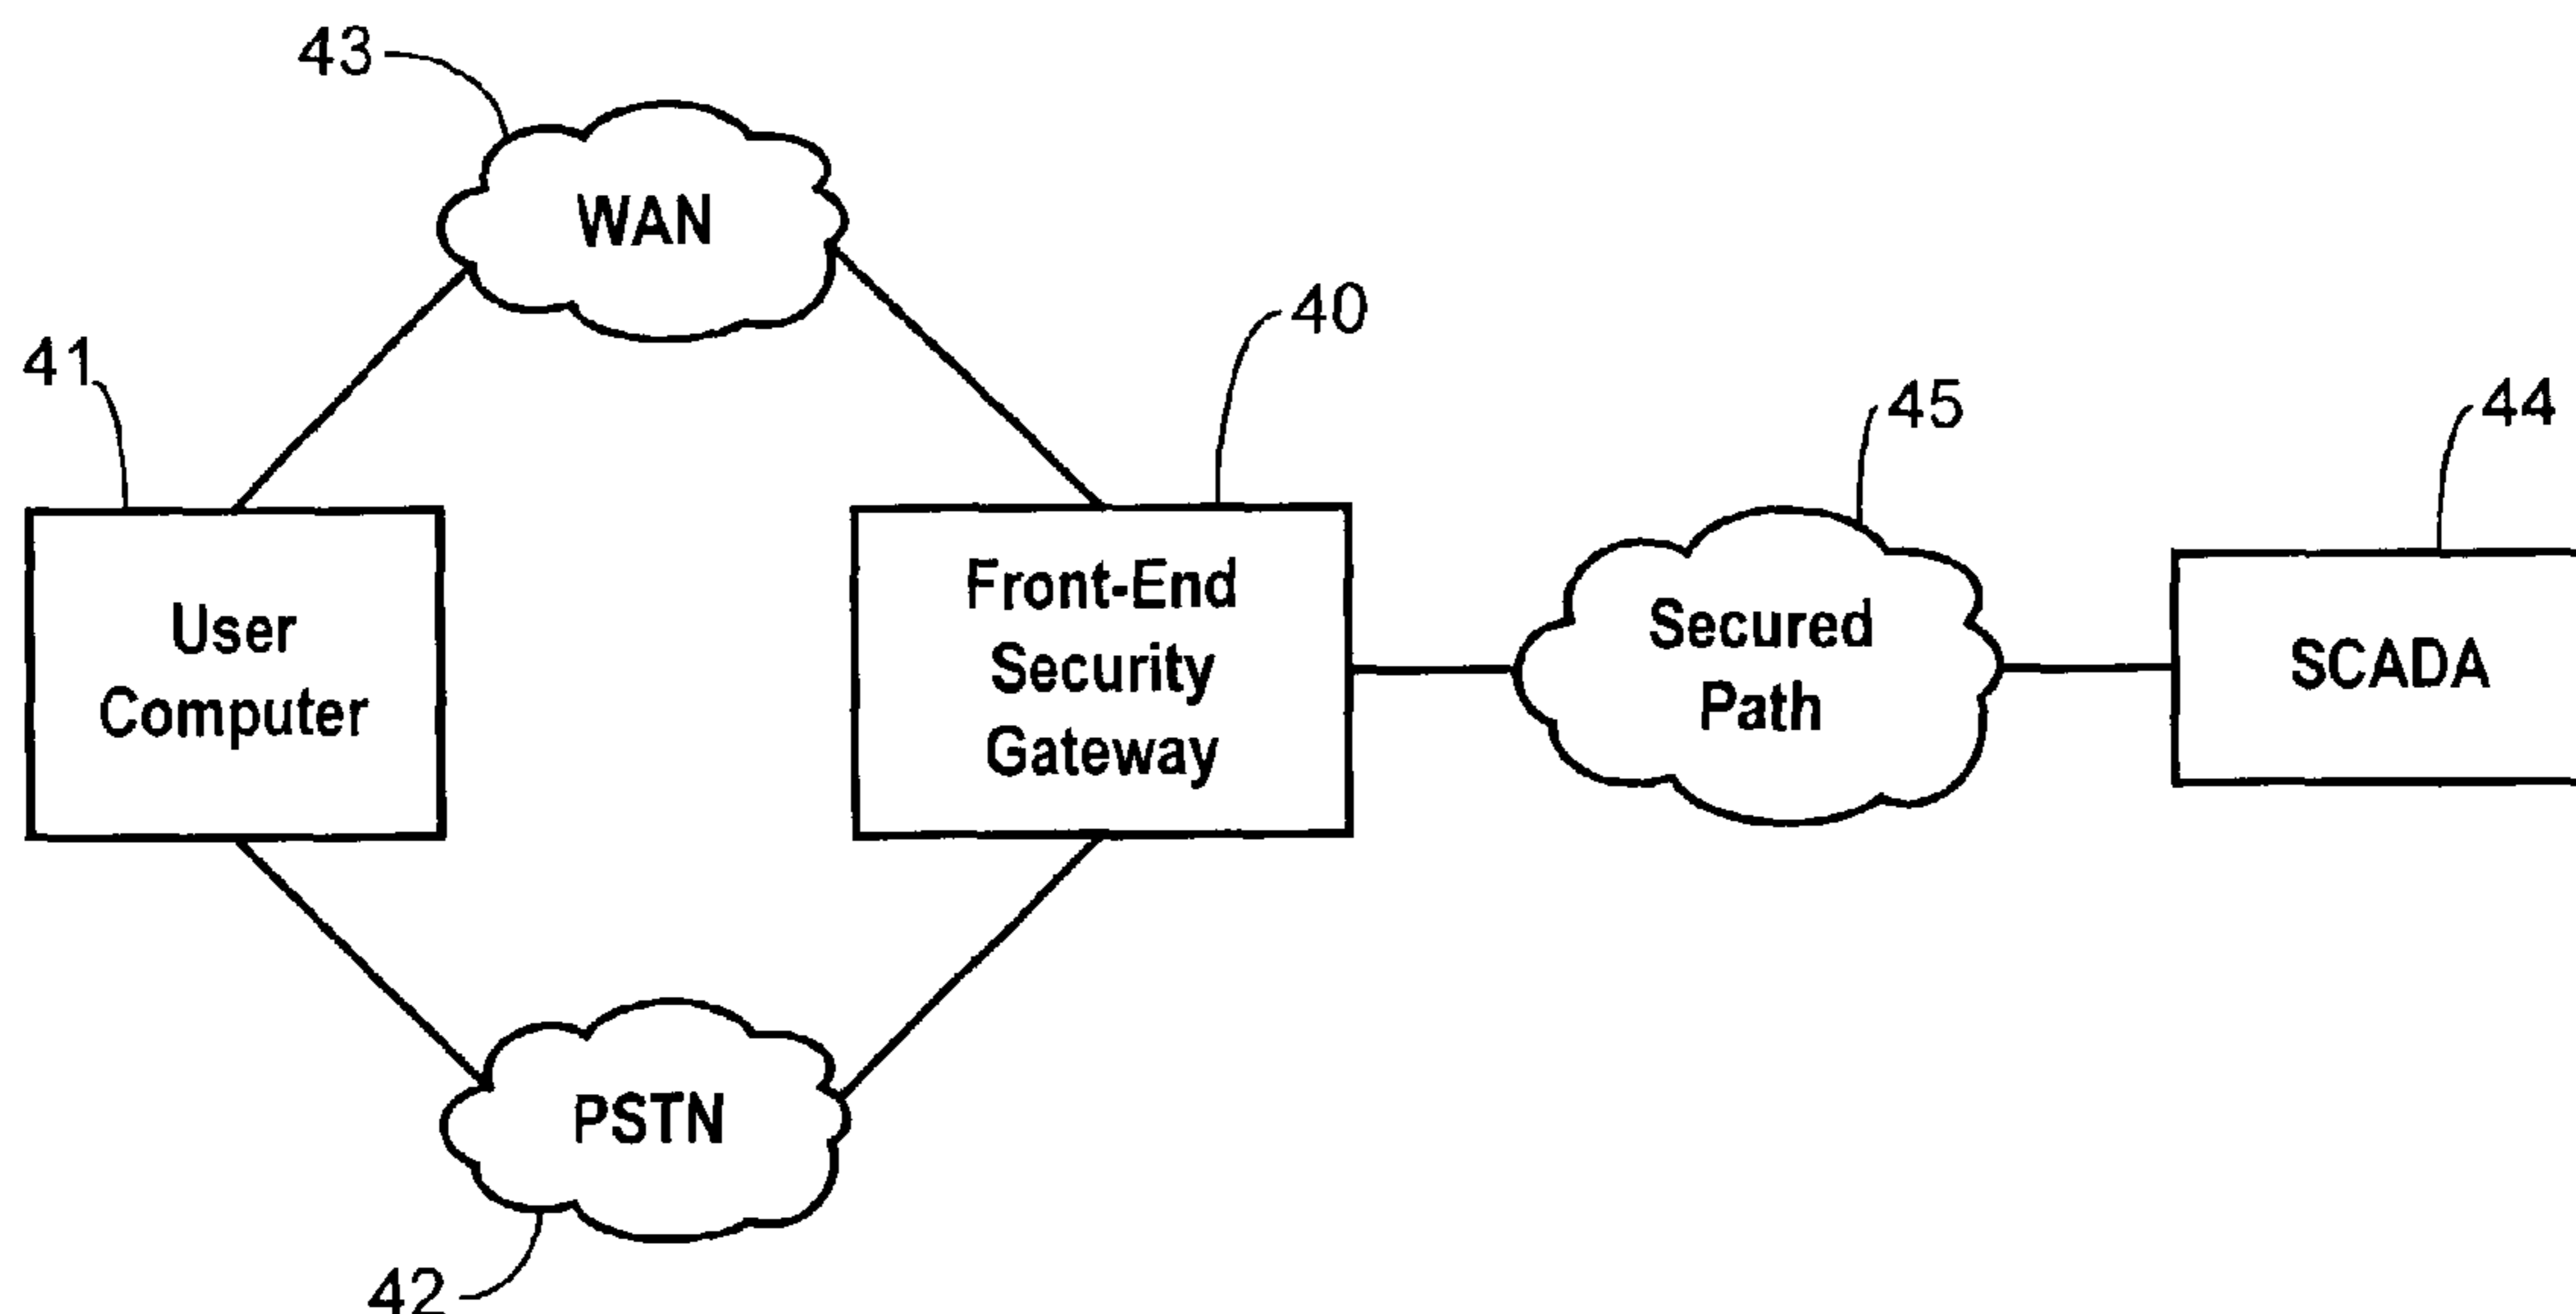 43
WAN
40
41
45
44
User
Computer
Front-End
Security
Gateway
Secured
Path
SCADA
PSTN
42